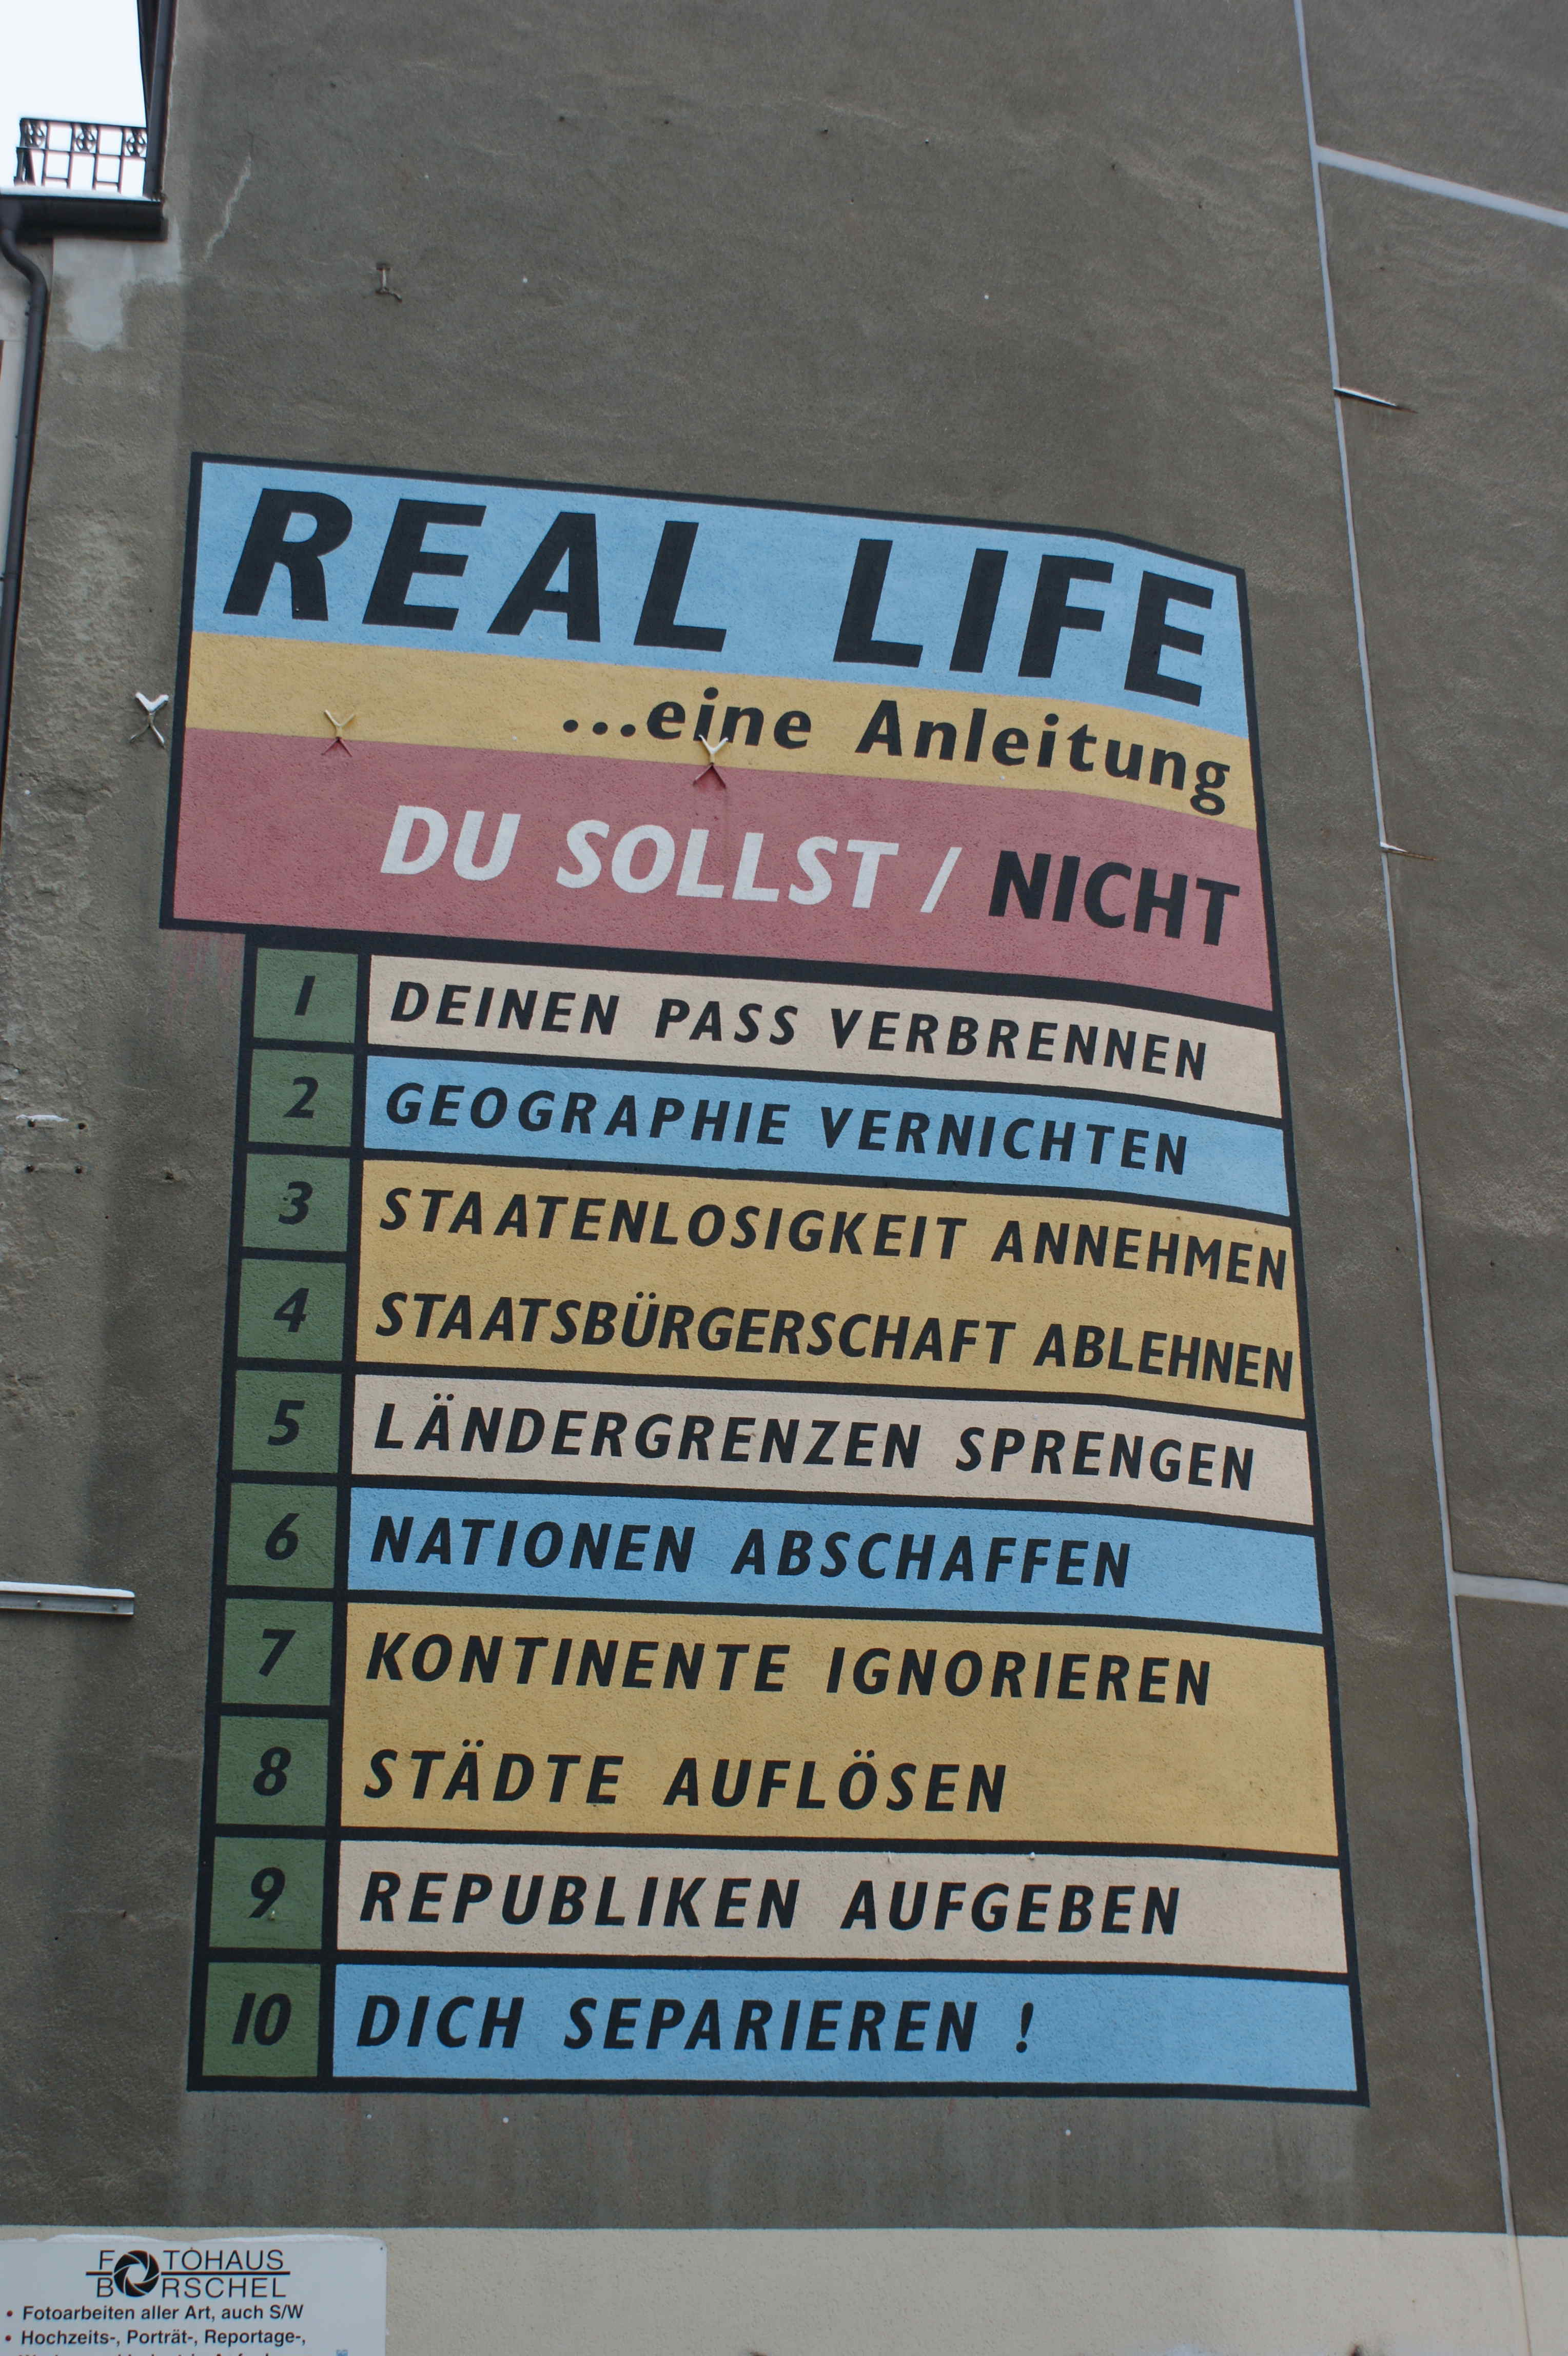 REAL LIFE
...eine Anleitung
DU SOLLST / NICHT
1 DEINEN PASS VERBRENNEN
2 GEOGRAPHIE VERNICHTEN
3 STAATENLOSIGKEIT ANNEHMEN
4 STAATSBÜRGERSCHAFT ABLEHNEN
5 LÄNDERGRENZEN SPRENGEN
6 NATIONEN ABSCHAFFEN
7 KONTINENTE IGNORIEREN
8 STÄDTE AUFLÖSEN
9 REPUBLIKEN AUFGEBEN
10 DICH SEPARIEREN !
FOTOHAUS
BÖRSCHEL
• Fotoarbeiten aller Art, auch S/W
• Hochzeits-, Porträt-, Reportage-,